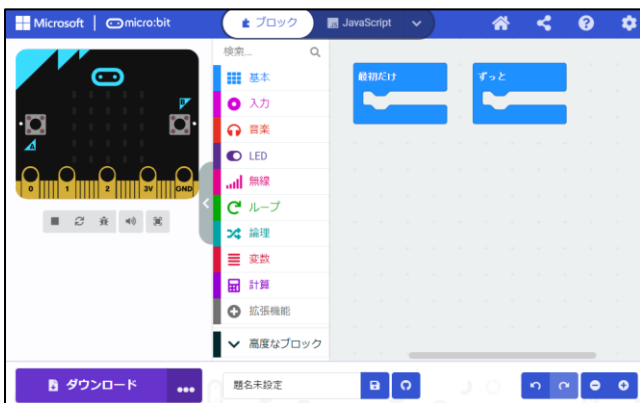 Microsoft | micro:bit
ブロック
JavaScript
検索...
基本
入力
音楽
LED
無線
ループ
論理
変数
計算
拡張機能
高度なブロック
最初だけ
ずっと
B
A
0 1 2 3V GND
ダウンロード
題名未設定